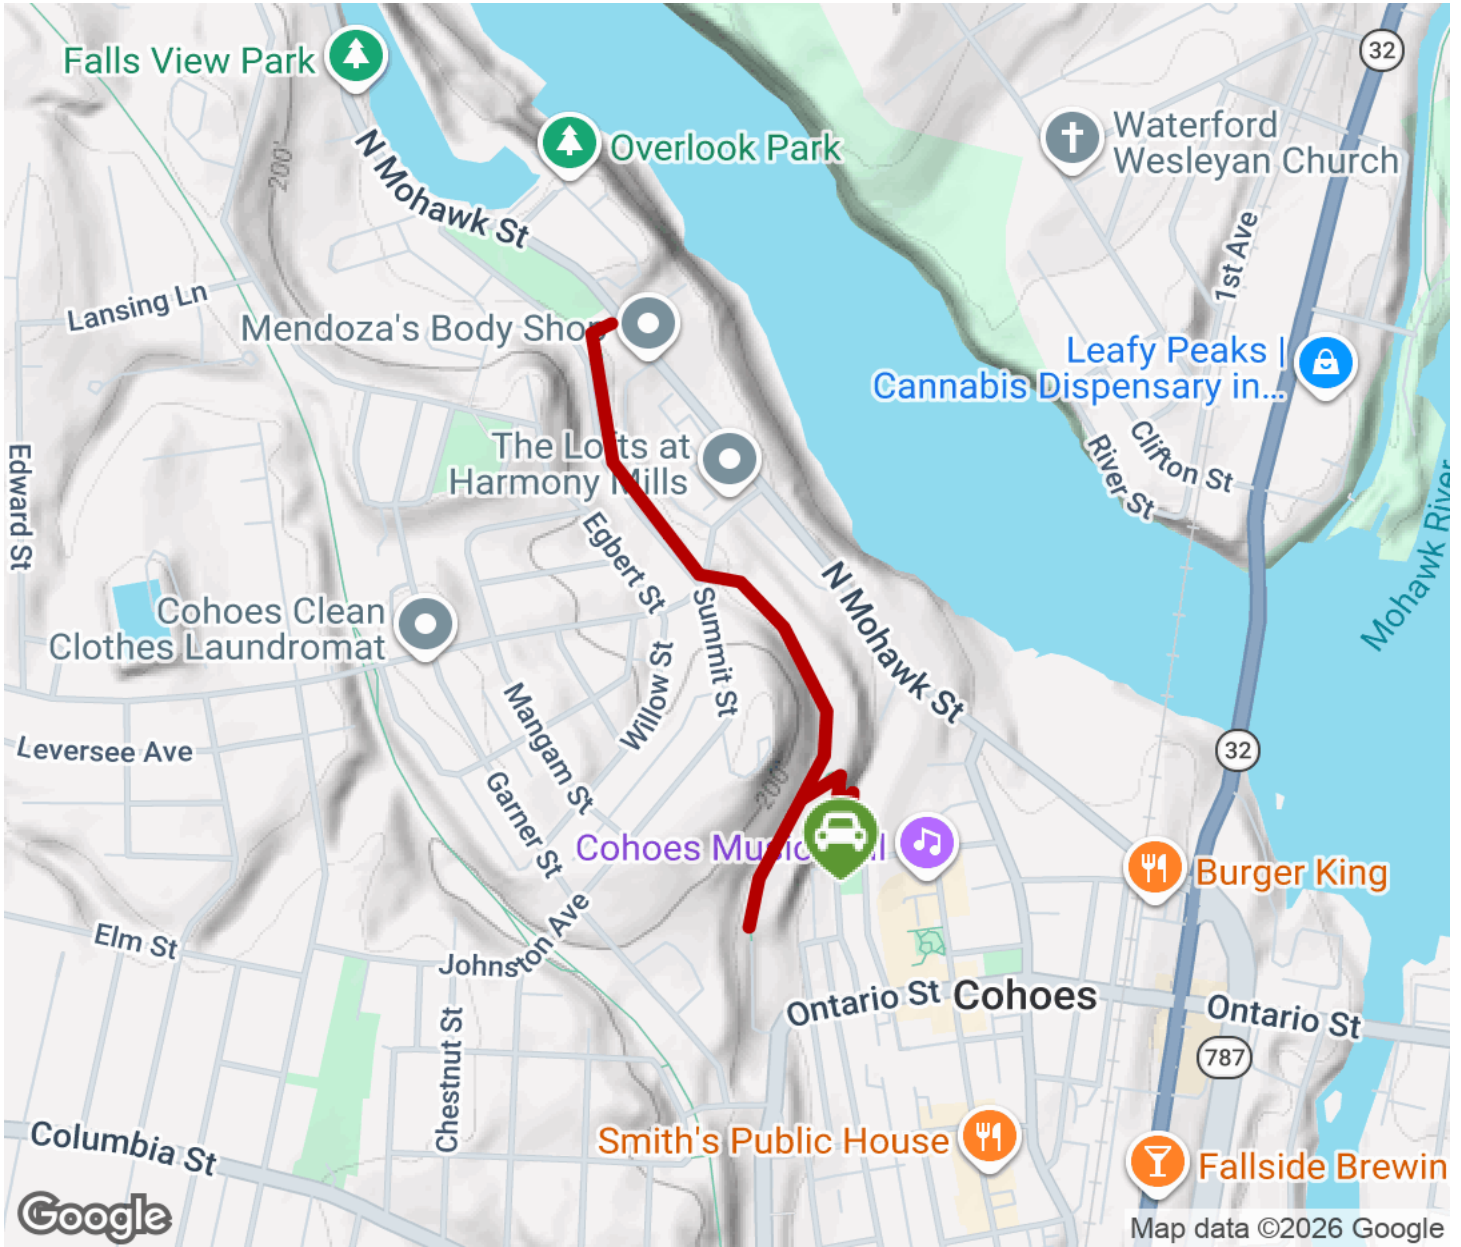 Falls View Park
32
Overlook Park
Waterford
Wesleyan Church
200'
N Mohawk St
1st Ave
Lansing Ln
Mendoza's Body Shop
Leafy Peaks |
Cannabis Dispensary in...
The Lofts at
Harmony Mills
Clifton St
River St
Edward St
Mohawk River
Egbert St
Cohoes Clean
Clothes Laundromat
Summit St
N Mohawk St
Willow St
Mangam St
Leversee Ave
32
200'
Garner St
Cohoes Music Hall
Burger King
Elm St
Johnston Ave
Ontario St
Cohoes
Ontario St
Chestnut St
787
Columbia St
Smith's Public House
Fallside Brewin
Google
Map data ©2026 Google